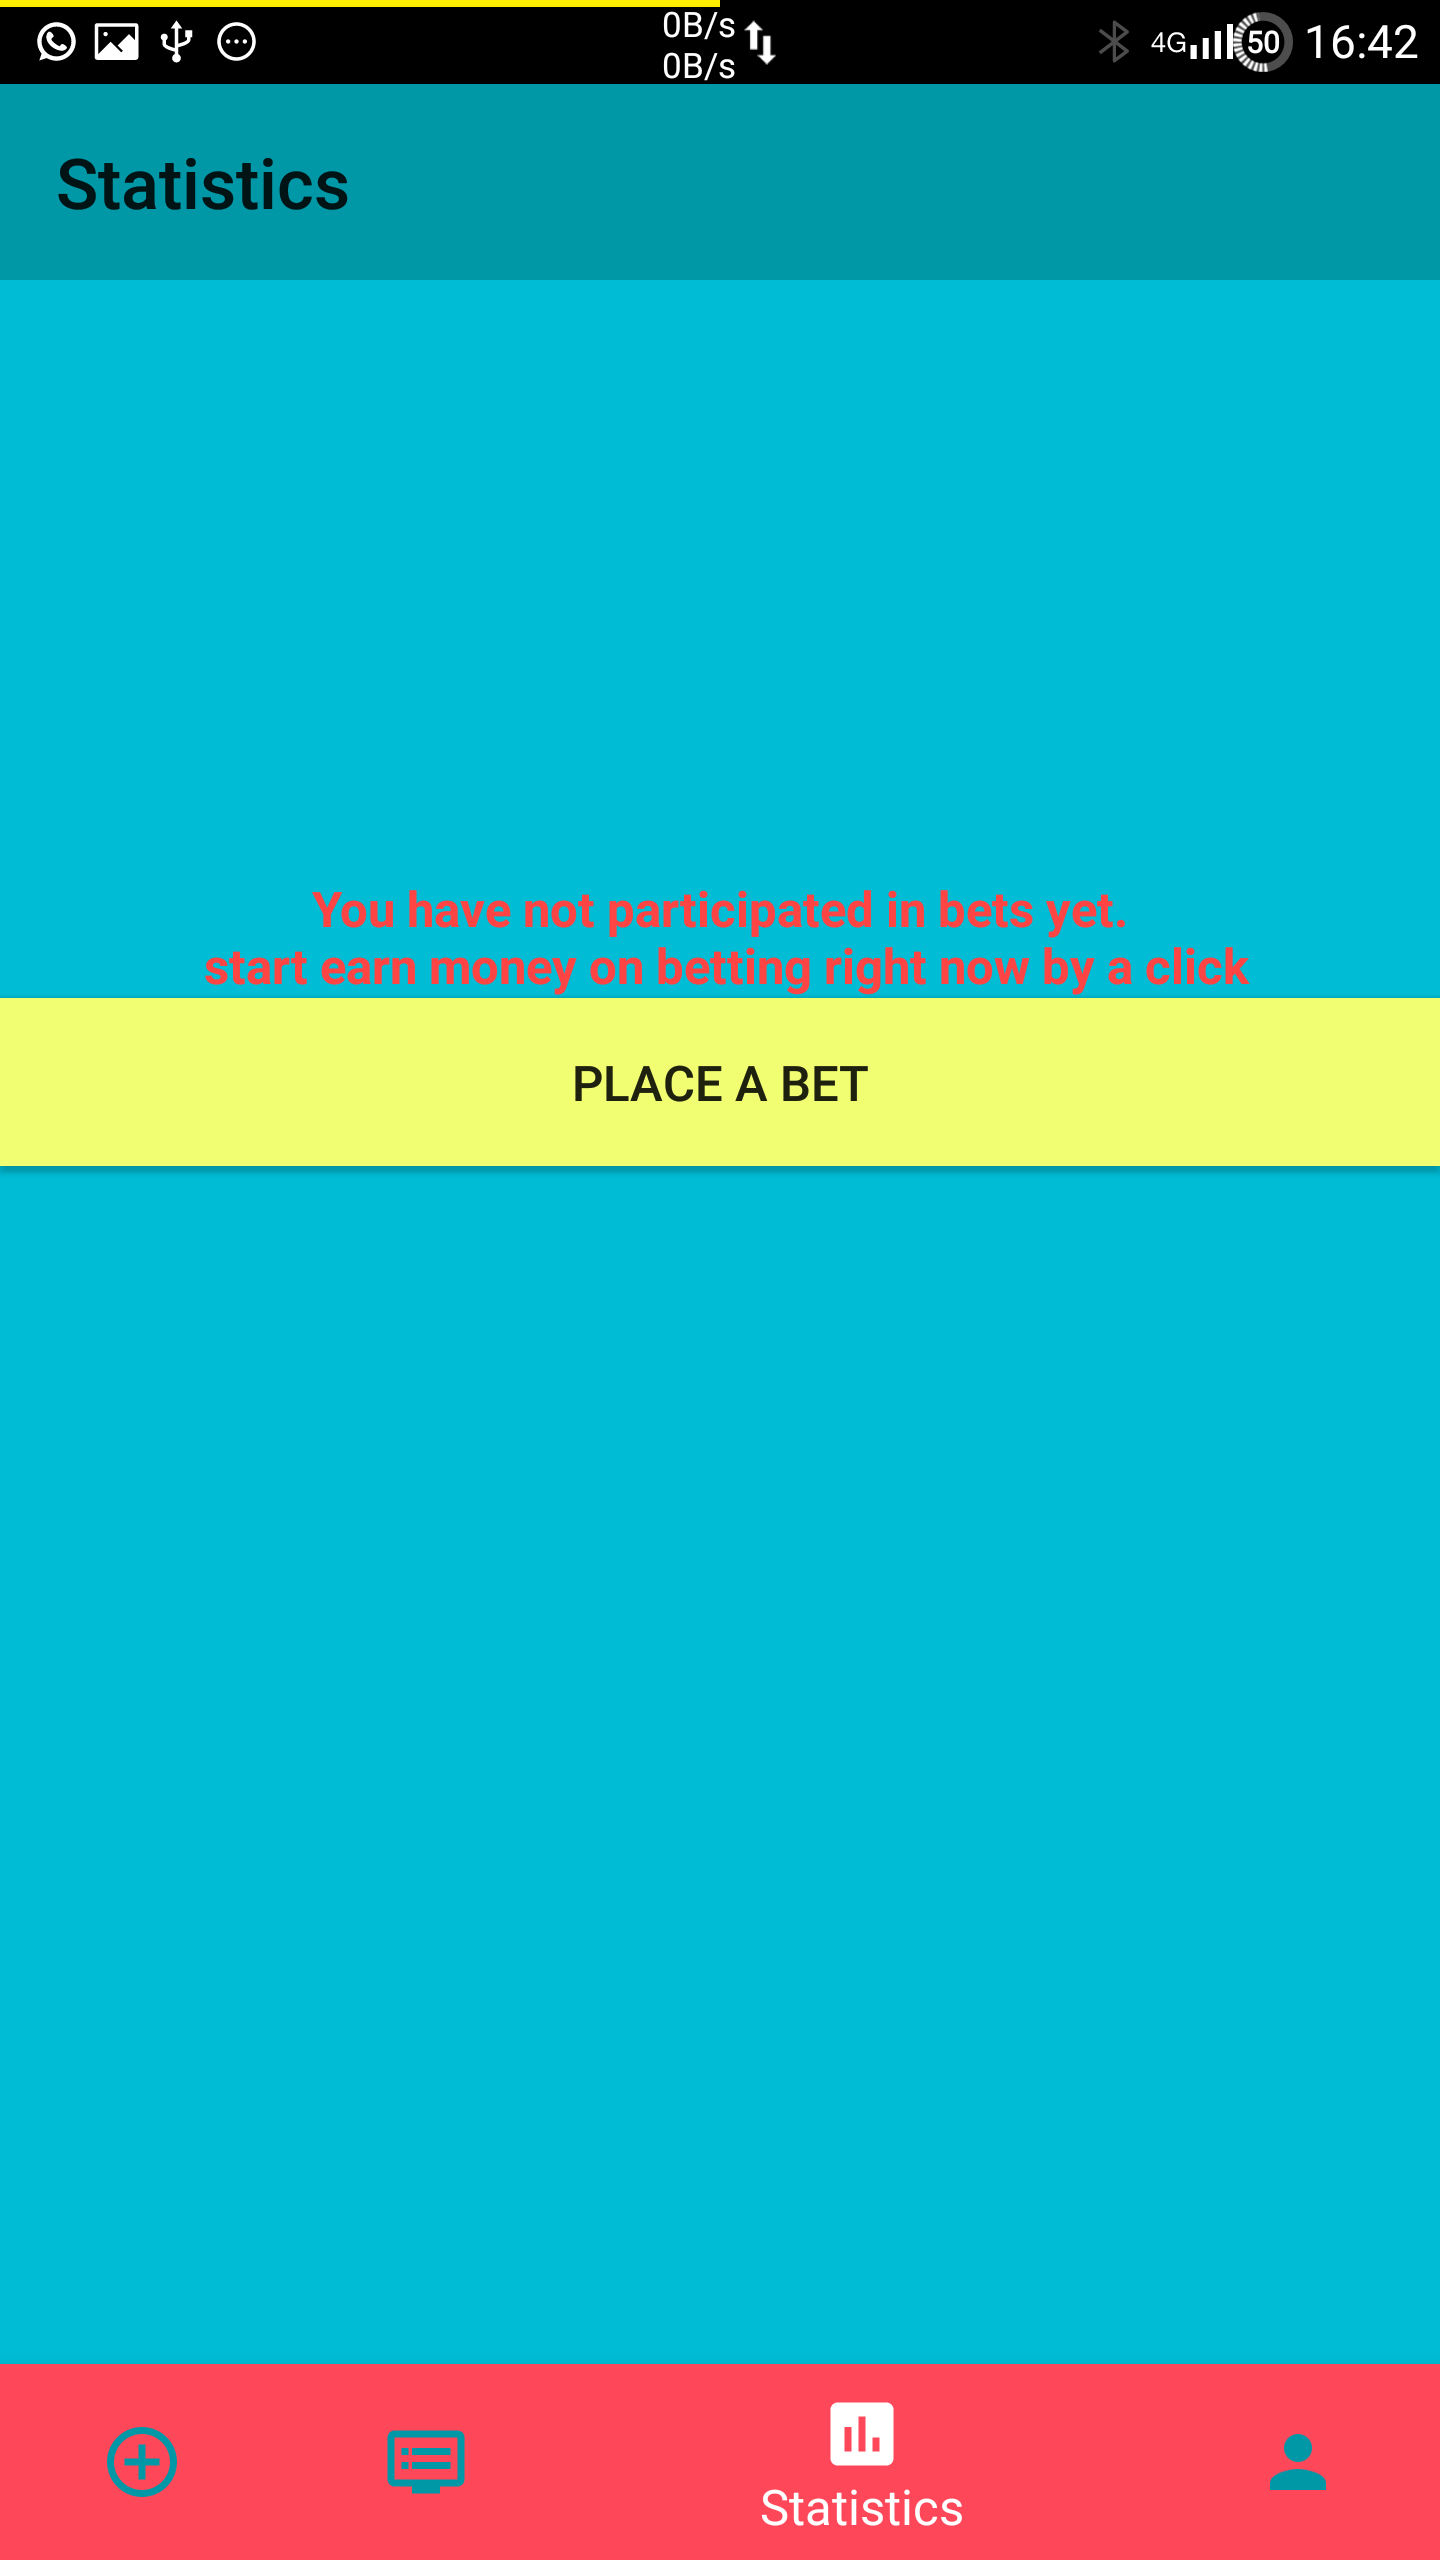 0B/s
0B/s
4G 50 16:42
Statistics
You have not participated in bets yet.
start earn money on betting right now by a click
PLACE A BET
Statistics